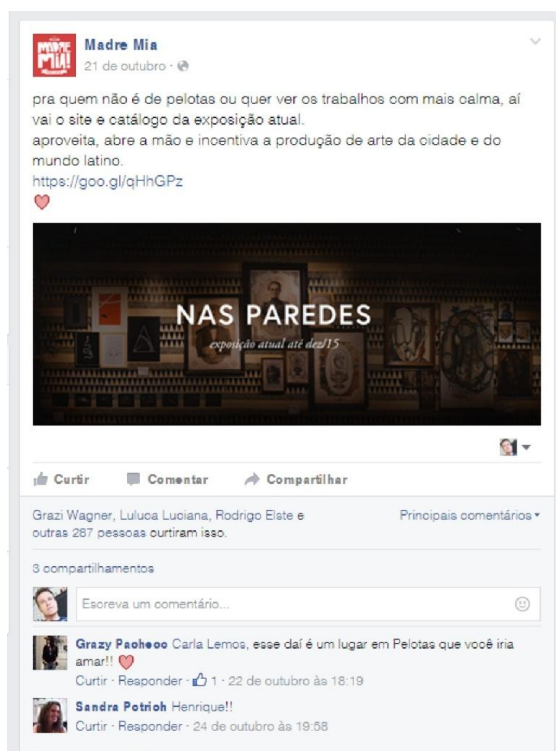 MADRE
MIA!
Madre Mia
21 de outubro ·
pra quem não é de pelotas ou quer ver os trabalhos com mais calma, aí
vai o site e catálogo da exposição atual.
aproveita, abre a mão e incentiva a produção de arte da cidade e do
mundo latino.
https://goo.gl/qHhGPz
NAS PAREDES
exposição atual até dez/15
Curtir Comentar Compartilhar
Grazi Wagner, Luluca Luciana, Rodrigo Elste e
outras 287 pessoas curtiram isso.
Principais comentários
3 compartilhamentos
Escreva um comentário...
Grazy Pacheco Carla Lemos, esse daí é um lugar em Pelotas que você iria
amar!!
Curtir · Responder · 1 · 22 de outubro às 18:19
Sandra Potrich Henrique!!
Curtir · Responder · 24 de outubro às 19:58